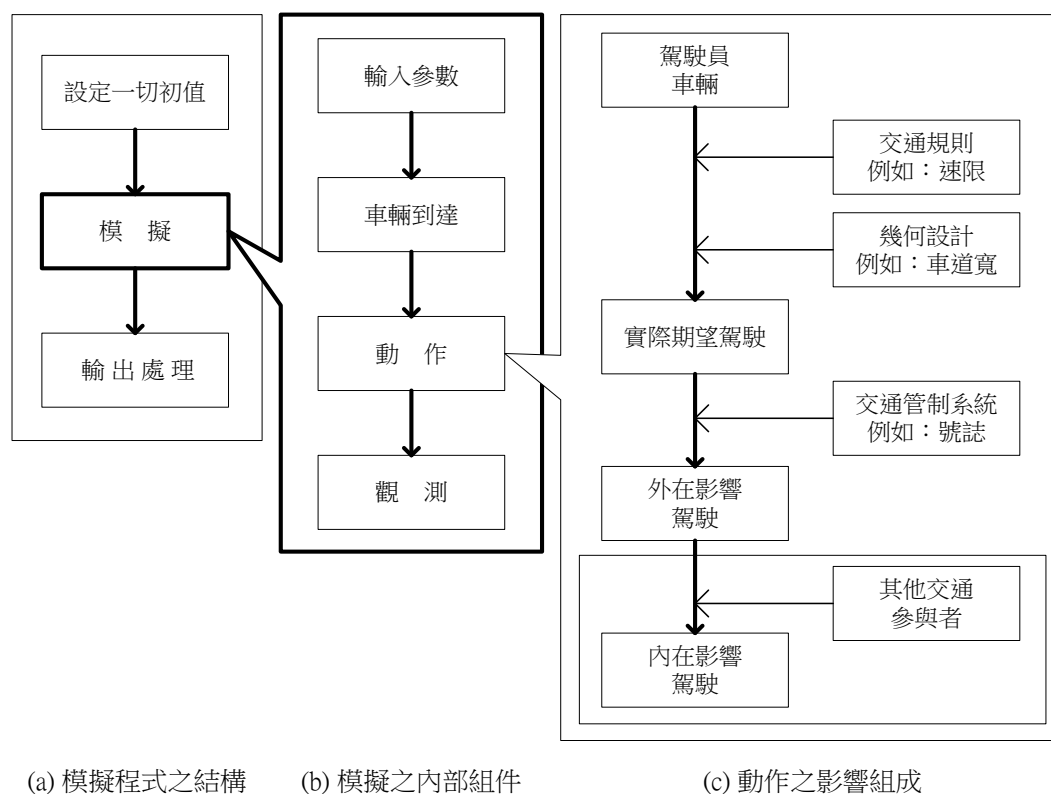 設定一切初值
模 擬
輸出處理
輸入參數
車輛到達
動 作
觀 測
駕駛員
車輛
交通規則
例如：速限
幾何設計
例如：車道寬
實際期望駕駛
交通管制系統
例如：號誌
外在影響
駕駛
其他交通
參與者
內在影響
駕駛
(a) 模擬程式之結構
(b) 模擬之內部組件
(c) 動作之影響組成